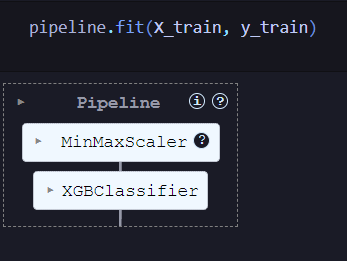 pipeline.fit(X_train, y_train)
Pipeline i ?
MinMaxScaler ?
XGBClassifier